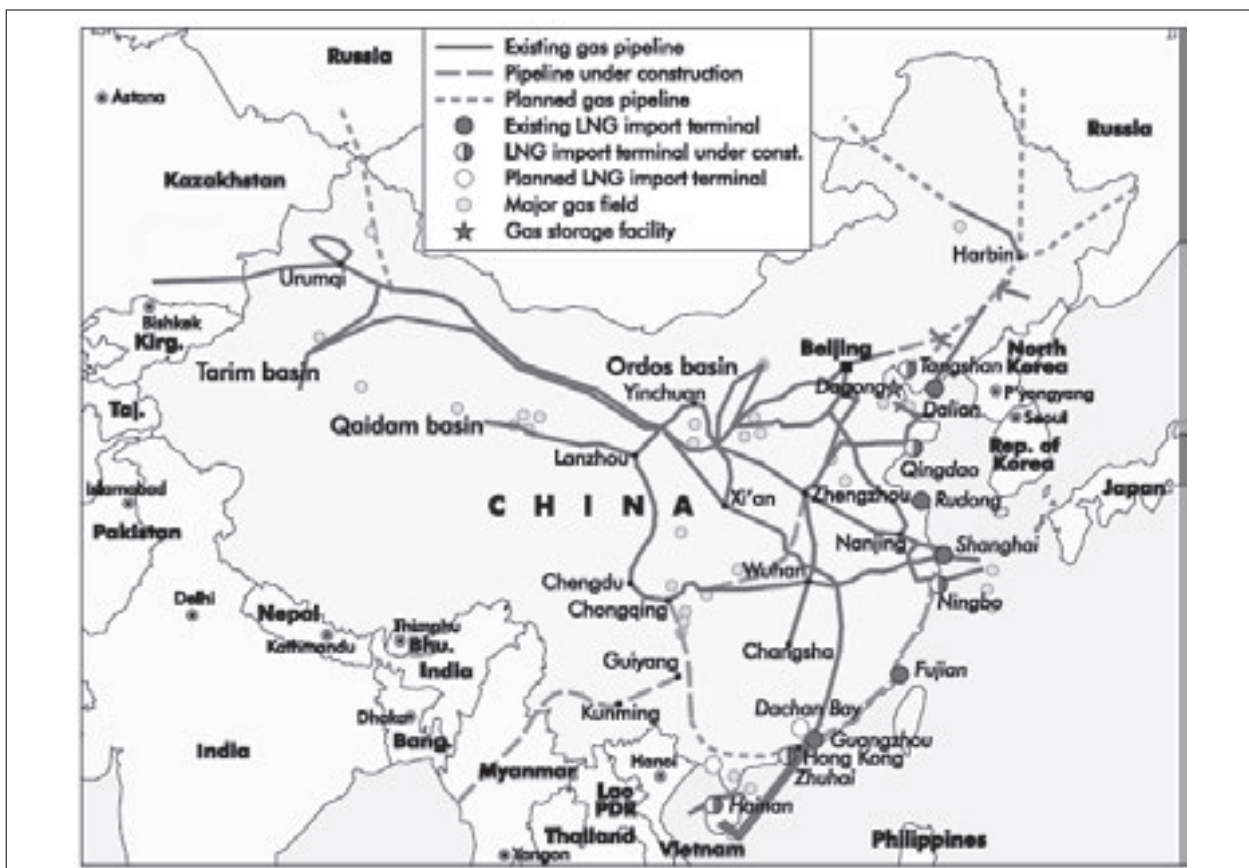 Existing gas pipeline
Pipeline under construction
Planned gas pipeline
Existing LNG import terminal
LNG import terminal under const.
Planned LNG import terminal
Major gas field
Gas storage facility
Russia
Astana
Russia
Kazakhstan
Harbin
Urumqi
Bishkek
Kirg.
Tarim basin
Ordos basin
Beijing
North
Korea
Tangshan
Yinchuan
Dagong
P'yongyang
Dalian
Seoul
Taj.
Qaidam basin
Rep. of
Korea
Lanzhou
Qingdao
Islamabad
Pakistan
CHINA
Xi'an
Zhengzhou
Rudong
Japan
Nanjing
Shanghai
Chengdu
Wuhan
Chongqing
Ningbo
Delhi
Nepal
Kathmandu
Thimphu
Bhu.
India
Changsha
Guiyang
Fujian
Kunming
Dachan Bay
Dhaka
Bang.
Guangzhou
India
Hong Kong
Zhuhai
Myanmar
Hanoi
Lao
PDR
Hainan
Thailand
Vietnam
Philippines
Yangon